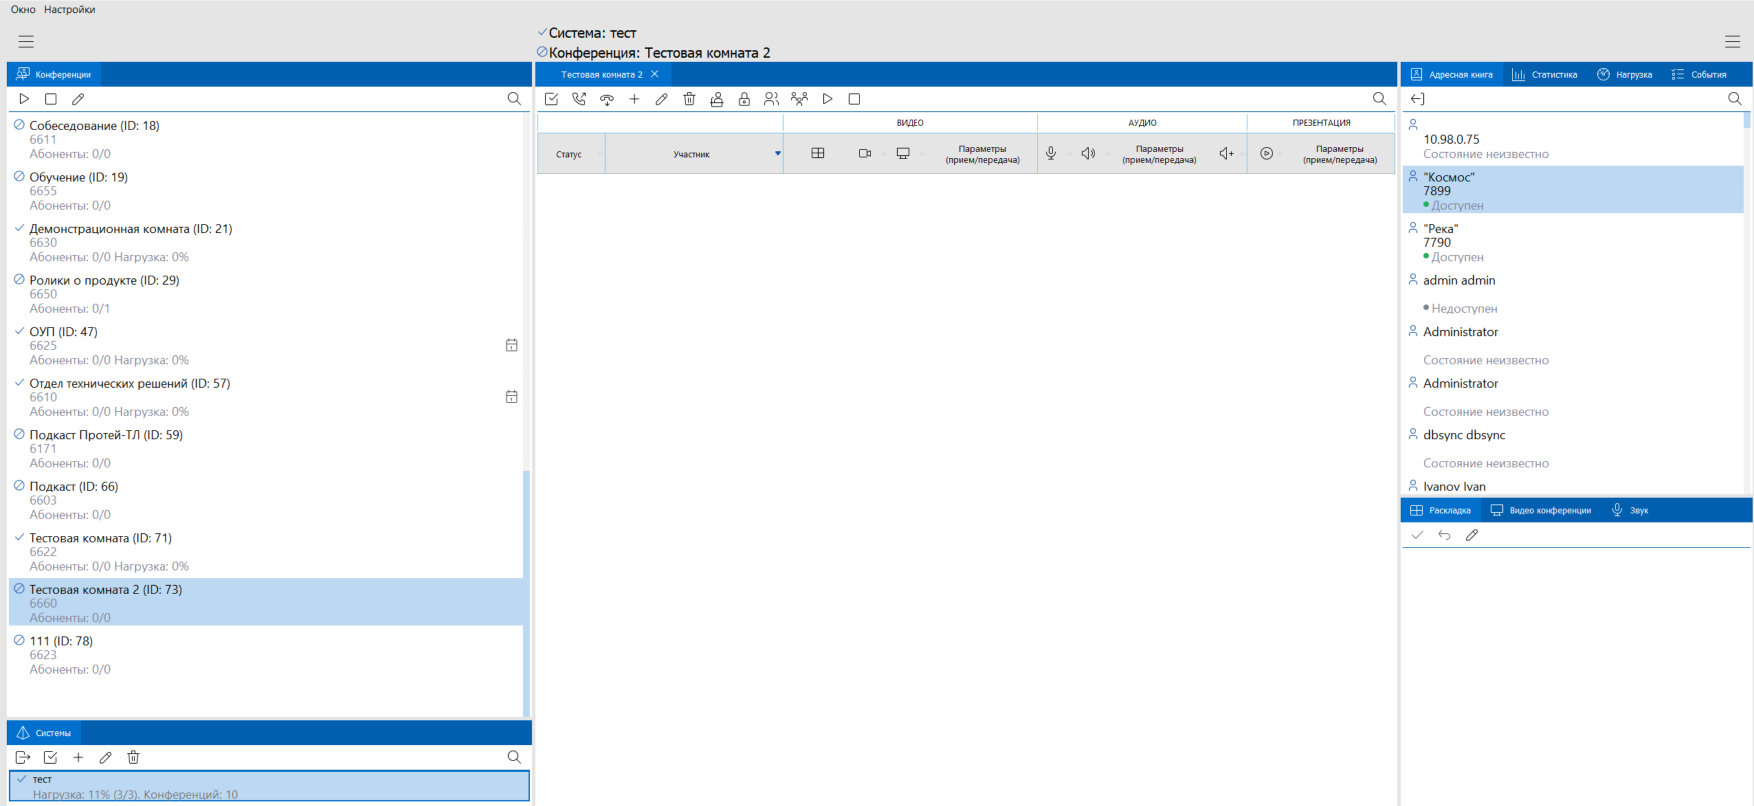 Окно Настройки
Система: тест
Конференция: Тестовая комната 2
Конференции
Собеседование (ID: 18)
6611
Абоненты: 0/0
Обучение (ID: 19)
6655
Абоненты: 0/0
Демонстрационная комната (ID: 21)
6630
Абоненты: 0/0 Нагрузка: 0%
Ролики о продукте (ID: 29)
6650
Абоненты: 0/1
ОУП (ID: 47)
6625
Абоненты: 0/0 Нагрузка: 0%
Отдел технических решений (ID: 57)
6610
Абоненты: 0/0 Нагрузка: 0%
Подкаст Протей-ТЛ (ID: 59)
6171
Абоненты: 0/0
Подкаст (ID: 66)
6603
Абоненты: 0/0
Тестовая комната (ID: 71)
6622
Абоненты: 0/0 Нагрузка: 0%
Тестовая комната 2 (ID: 73)
6660
Абоненты: 0/0
111 (ID: 78)
6623
Абоненты: 0/0
Системы
тест
Нагрузка: 11% (3/3). Конференций: 10
Тестовая комната 2
ВИДЕО АУДИО ПРЕЗЕНТАЦИЯ
Статус Участник Параметры (прием/передача) Параметры (прием/передача) Параметры (прием/передача)
Адресная книга Статистика Нагрузка События
10.98.0.75
Состояние неизвестно
"Космос"
7899
Доступен
"Река"
7790
Доступен
admin admin
Недоступен
Administrator
Состояние неизвестно
Administrator
Состояние неизвестно
dbsync dbsync
Состояние неизвестно
Ivanov Ivan
Раскладка Видео конференции Звук